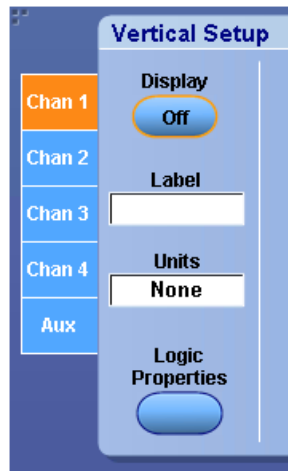 Vertical Setup
Chan 1
Chan 2
Chan 3
Chan 4
Aux
Display
Off
Label
Units
None
Logic
Properties